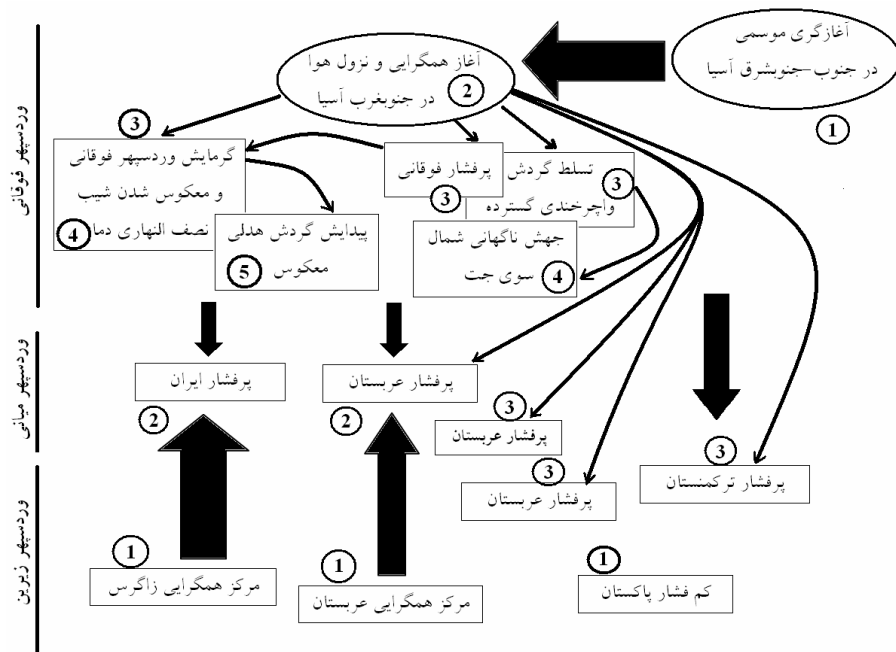 آغازگری موسمی
در جنوب-جنوبشرق آسیا
1
آغاز همگرایی و نزول هوا
در جنوبغرب آسیا
2
وردسپهر فوقانی
3
گرمایش وردسپهر فوقانی
و معکوس شدن شیب
نصف النهاری دما
4
پرفشار فوقانی
3
تسلط گردش
واچرخندی گسترده
3
پیدایش گردش هدلی
معکوس
5
جهش ناگهانی شمال
سوی جت
4
وردسپهر میانی
پرفشار ایران
2
پرفشار عربستان
2
3
پرفشار عربستان
3
پرفشار عربستان
3
پرفشار ترکمنستان
وردسپهر زیرین
1
مرکز همگرایی زاگرس
1
مرکز همگرایی عربستان
1
کم فشار پاکستان